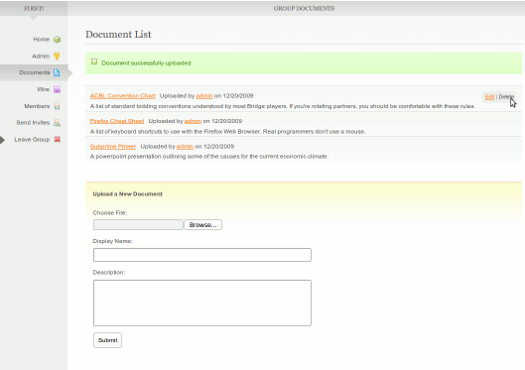 FIRST!
GROUP DOCUMENTS
Home
Admin
Documents
Wire
Members
Send Invites
Leave Group
Document List
Document successfully uploaded
ACBL Convention Chart Uploaded by admin on 12/20/2009
Edit | Delete
A list of standard bidding conventions understood by most Bridge players. If you're rotating partners, you should be comfortable with these rules.
Firefox Cheat Sheet Uploaded by admin on 12/20/2009
A list of keyboard shortcuts to use with the Firefox Web Browser. Real programmers don't use a mouse.
Subprime Primer Uploaded by admin on 12/20/2009
A powerpoint presentation outlining some of the causes for the current economic climate.
Upload a New Document
Choose File:
Browse...
Display Name:
Description:
Submit